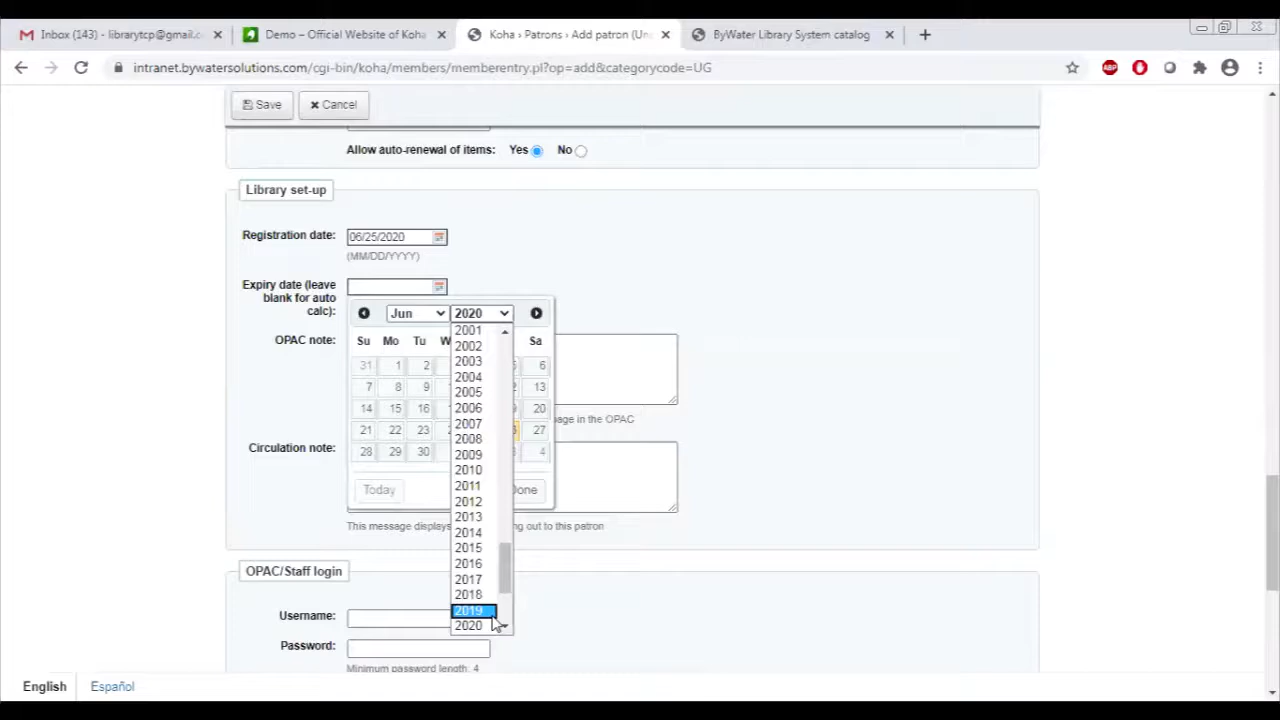 Inbox (143) - librarytcp@gmail.c
Demo – Official Website of Koha
Koha › Patrons › Add patron (Un
ByWater Library System catalog
intranet.bywatersolutions.com/cgi-bin/koha/members/memberentry.pl?op=add&categorycode=UG
ABP
Save
Cancel
Allow auto-renewal of items: Yes No
Library set-up
Registration date: 06/25/2020
(MM/DD/YYYY)
Expiry date (leave
blank for auto
calc):
Jun 2020
Su Mo Tu W Sa
31 1 2 6
7 8 9 13
14 15 16 20
21 22 23 27
28 29 30 4
Today
2001
2002
2003
2004
2005
2006
2007
2008
2009
2010
2011
2012
2013
2014
2015
2016
2017
2018
2019
2020
OPAC note:
in the OPAC
Circulation note:
This message displays out to this patron
OPAC/Staff login
Username:
Password:
Minimum password length: 4
English Español